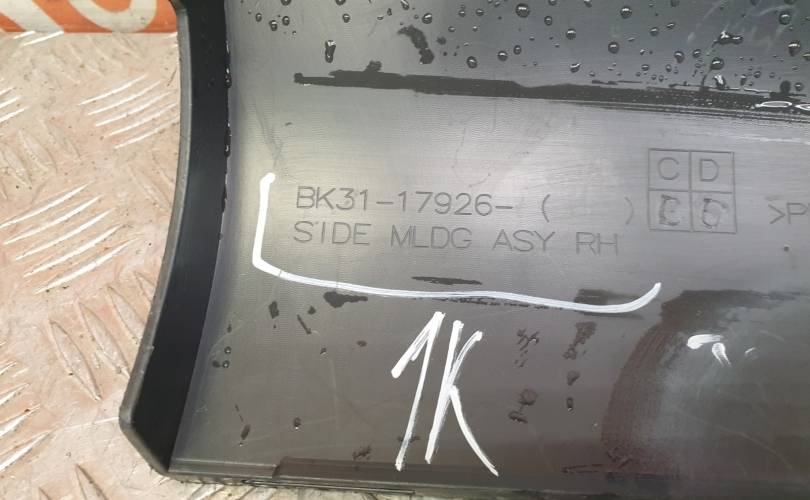 C D
BK31-17926- (      )
SIDE MLDG ASY RH
>P
1K